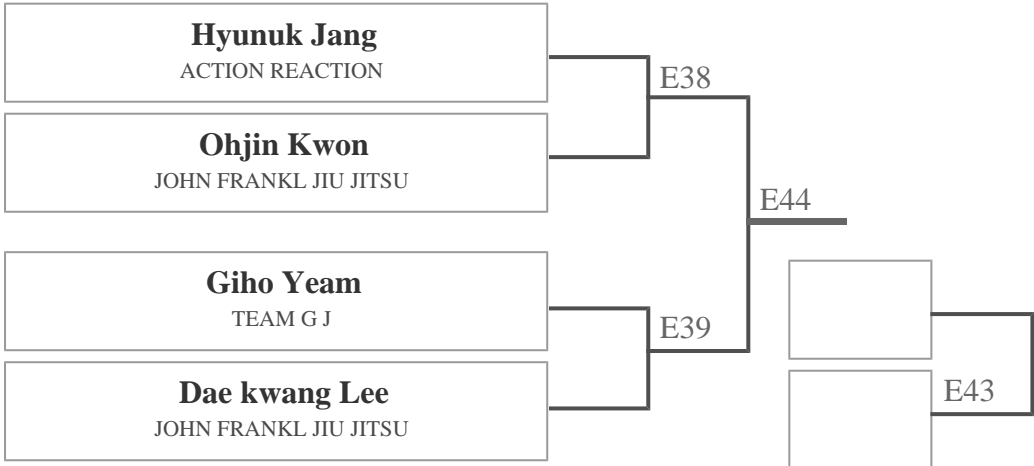 Hyunuk Jang
ACTION REACTION
E38
Ohjin Kwon
JOHN FRANKL JIU JITSU
E44
Giho Yeam
TEAM G J
E39
Dae kwang Lee
JOHN FRANKL JIU JITSU
E43